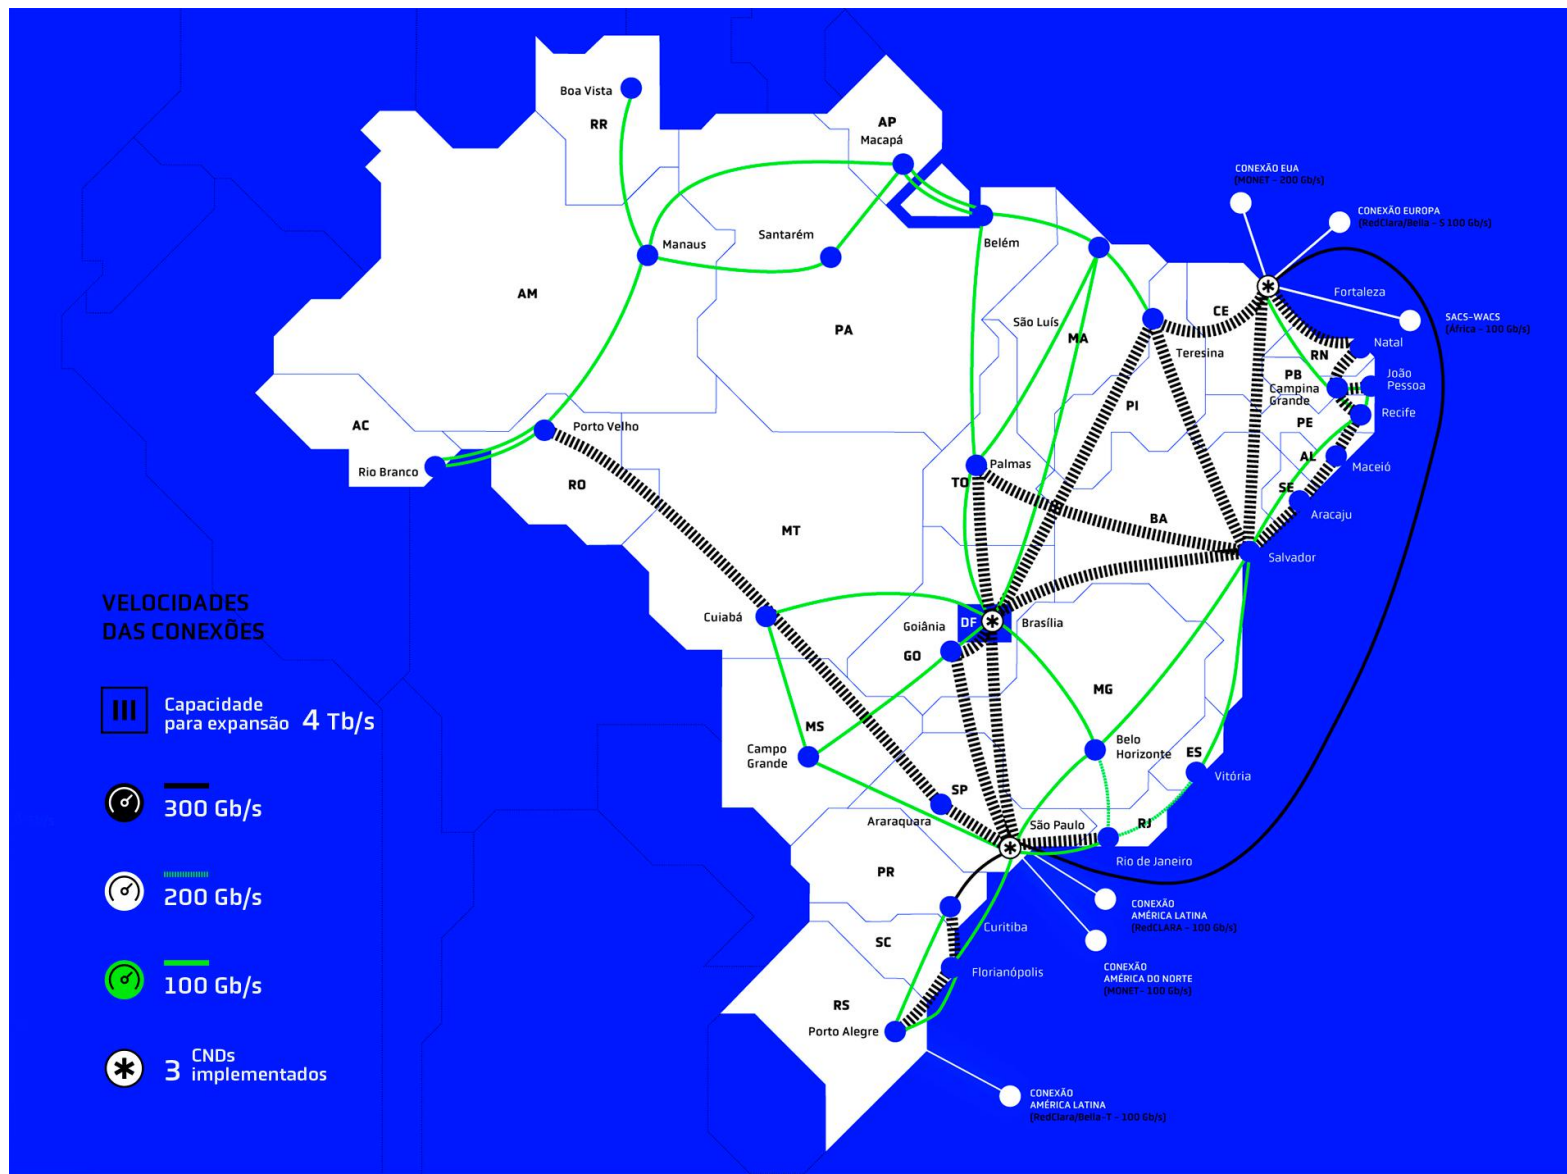 Boa Vista
RR
AP
Macapá
CONEXÃO EUA
(MONET - 200 Gb/s)
CONEXÃO EUROPA
(RedClara/Bella - S 100 Gb/s)
Manaus
Santarém
Belém
AM
PA
São Luís
MA
CE
Fortaleza
SACS-WACS
(África - 100 Gb/s)
Teresina
RN
Natal
PB
João
Pessoa
Campina
Grande
PI
Recife
PE
AC
Porto Velho
Rio Branco
RO
Palmas
TO
AL
Maceió
SE
Aracaju
MT
BA
Salvador
VELOCIDADES
DAS CONEXÕES
Cuiabá
Goiânia
DF
Brasília
GO
MG
Capacidade
para expansão 4 Tb/s
MS
Campo
Grande
Belo
Horizonte
ES
Vitória
300 Gb/s
SP
Araraquara
São Paulo
RJ
Rio de Janeiro
200 Gb/s
PR
CONEXÃO
AMÉRICA LATINA
(RedCLARA - 100 Gb/s)
Curitiba
SC
Florianópolis
CONEXÃO
AMÉRICA DO NORTE
(MONET- 100 Gb/s)
100 Gb/s
RS
Porto Alegre
3 CNDs
implementados
CONEXÃO
AMÉRICA LATINA
(RedClara/Bella-T - 100 Gb/s)